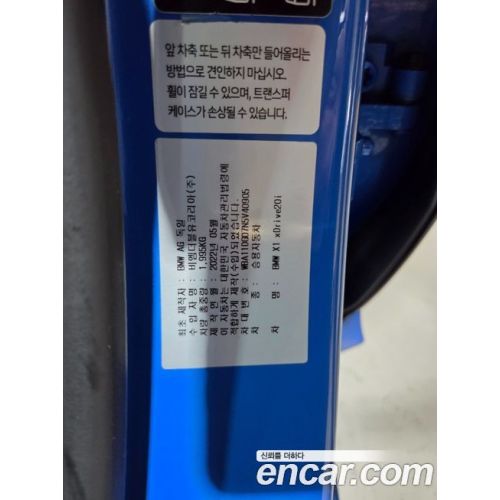 앞 차축 또는 뒤 차축만 들어올리는
방법으로 견인하지 마십시오.
휠이 잠길 수 있으며, 트랜스퍼
케이스가 손상될 수 있습니다.
최초 제작자 : BMW AG 독일
수 입 자 명 : 비엠더블유코리아(주)
차량 총중량 : 1,995KG
제 작 연 월 : 2022년 05월
이 자동차는 대한민국 자동차관리법령에
적합하게 제작(수입)되었습니다.
차 대 번 호 :
차 종 : 승용자동차
차 명 : BMW X1 xDrive20i
신뢰를 더하다
encar.com